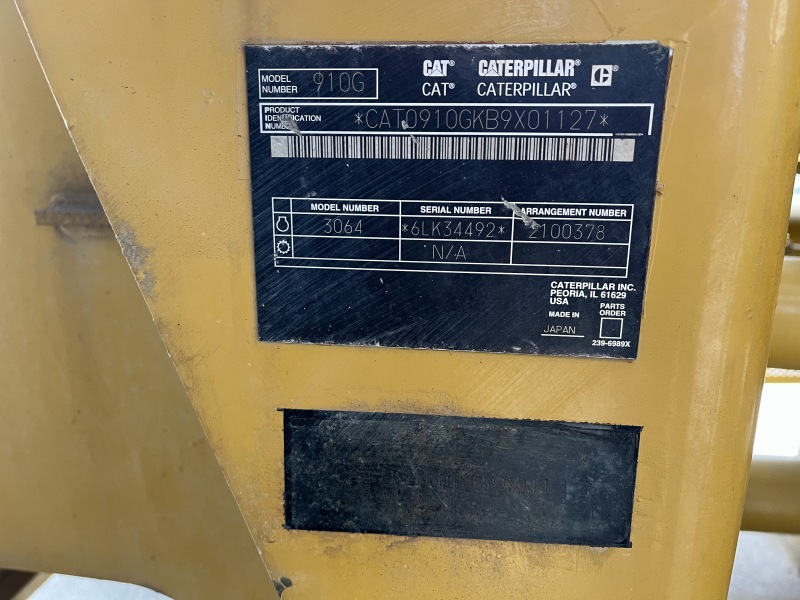 MODEL NUMBER 910G
CAT® CATERPILLAR® C®
CAT® CATERPILLAR®
PRODUCT IDENTIFICATION NUMBER *CAT0910GKB9X01127*
MODEL NUMBER SERIAL NUMBER ARRANGEMENT NUMBER
3064 *6LK34492* 2100378
N/A
CATERPILLAR INC.
PEORIA, IL 61629
USA
MADE IN JAPAN
PARTS ORDER
239-6989X